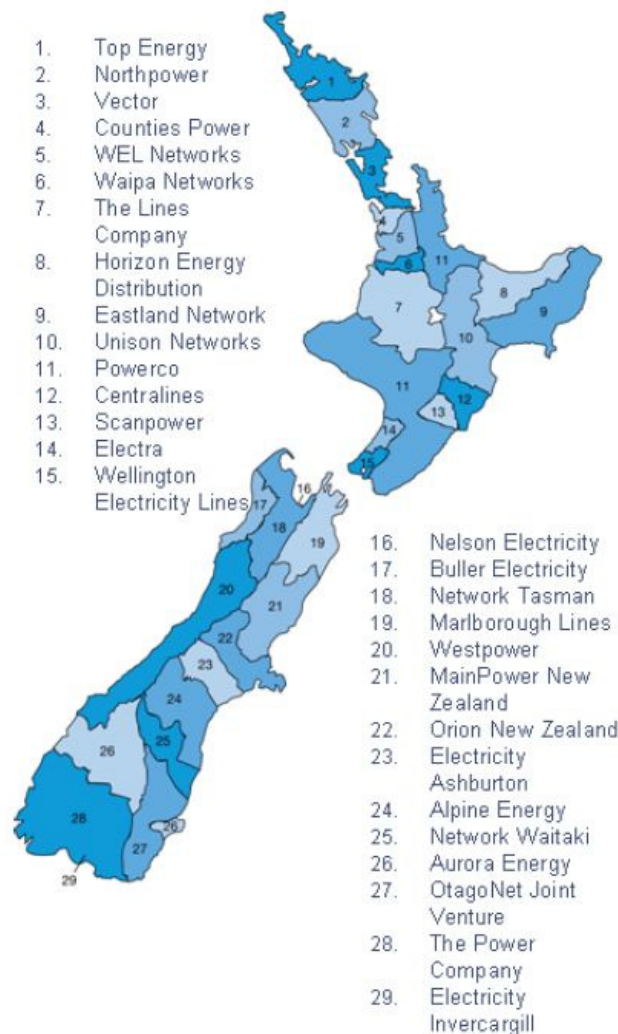 1. Top Energy
2. Northpower
3. Vector
4. Counties Power
5. WEL Networks
6. Waipa Networks
7. The Lines
Company
8. Horizon Energy
Distribution
9. Eastland Network
10. Unison Networks
11. Powerco
12. Centralines
13. Scanpower
14. Electra
15. Wellington
Electricity Lines
1
2
3
4
5
6
11
7
8
9
10
11
12
13
14
15
16
17
18
19
20
21
22
23
24
25
26
28
26
27
29
16. Nelson Electricity
17. Buller Electricity
18. Network Tasman
19. Marlborough Lines
20. Westpower
21. MainPower New
Zealand
22. Orion New Zealand
23. Electricity
Ashburton
24. Alpine Energy
25. Network Waitaki
26. Aurora Energy
27. OtagoNet Joint
Venture
28. The Power
Company
29. Electricity
Invercargill